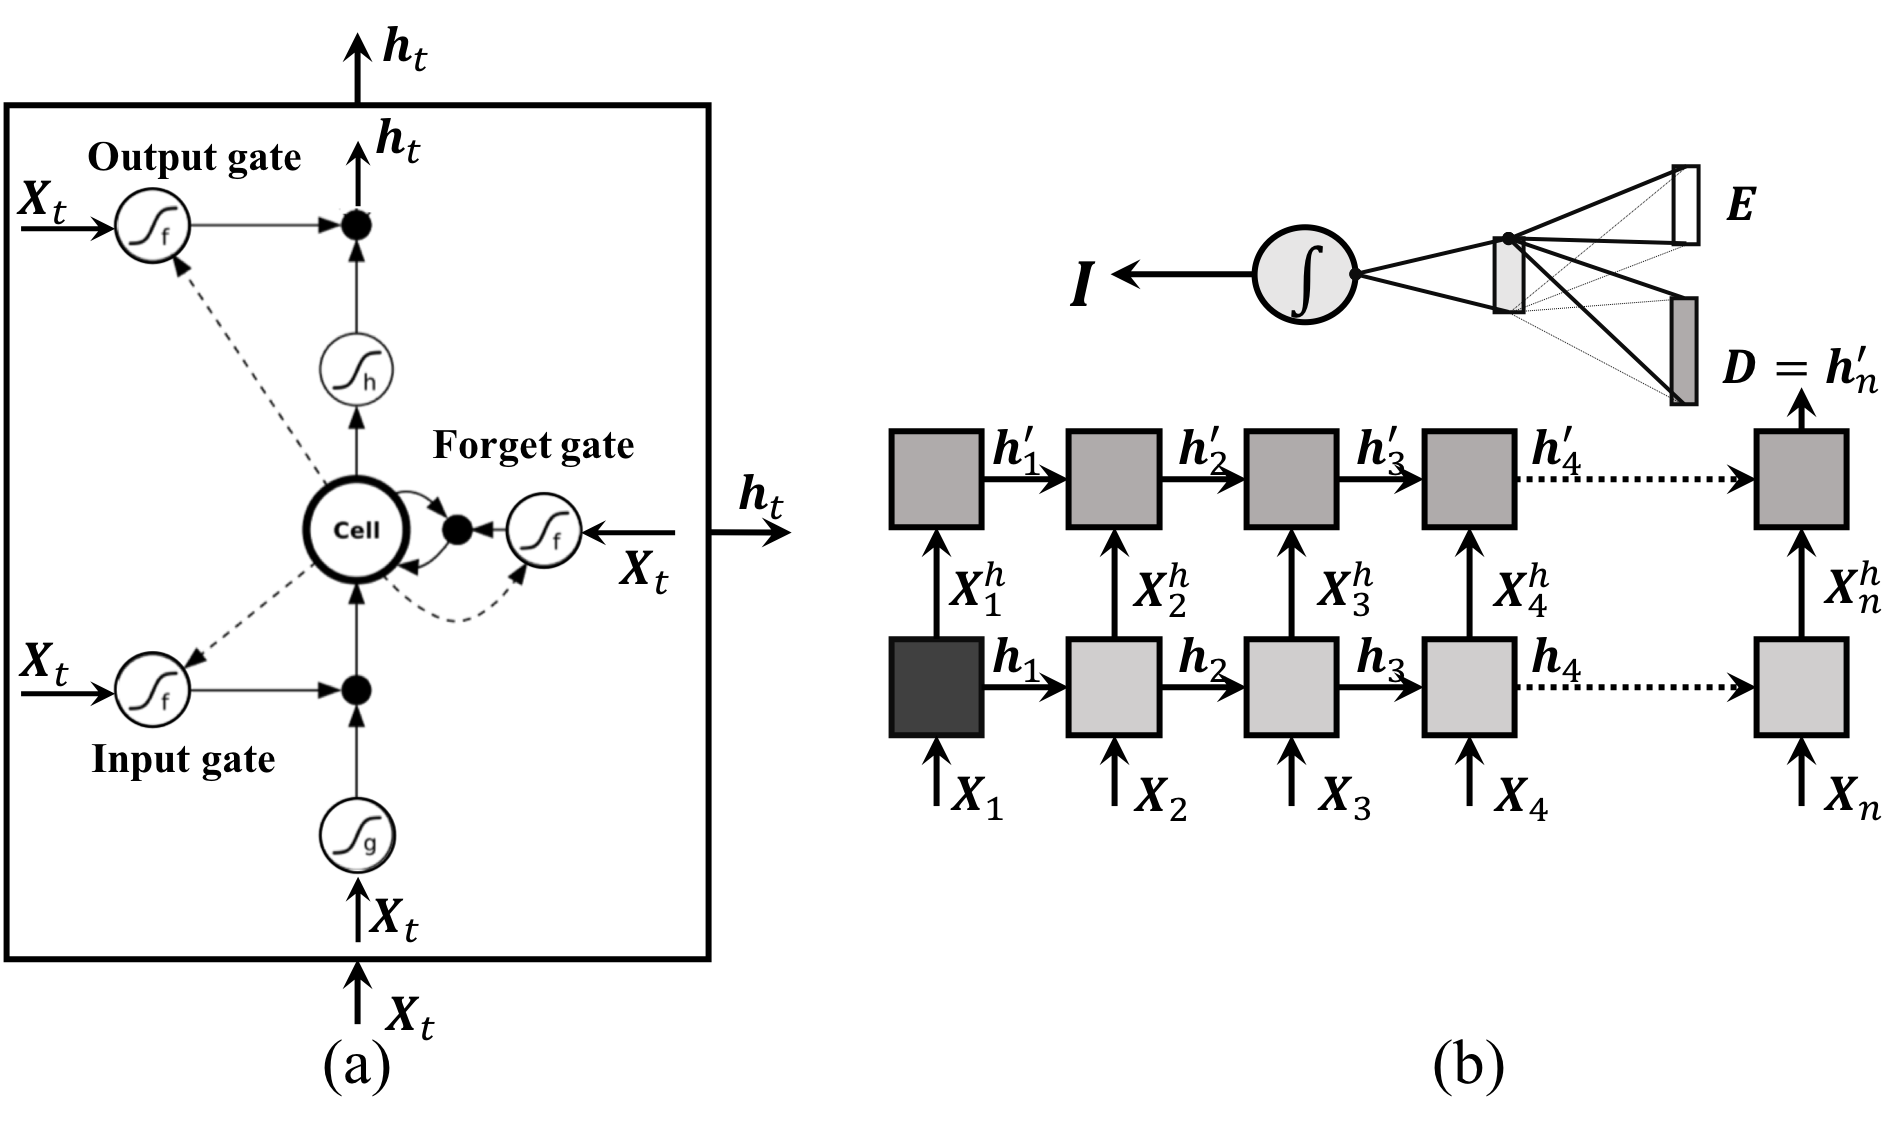 h_t
h_t
Output gate
X_t
f
h
Forget gate
Cell
f
h_t
X_t
X_t
f
Input gate
g
X_t
X_t
(a)
E
I
∫
D = h'_n
h'_1 h'_2 h'_3 h'_4
X_1^h X_2^h X_3^h X_4^h X_n^h
h_1 h_2 h_3 h_4
X_1 X_2 X_3 X_4 X_n
(b)